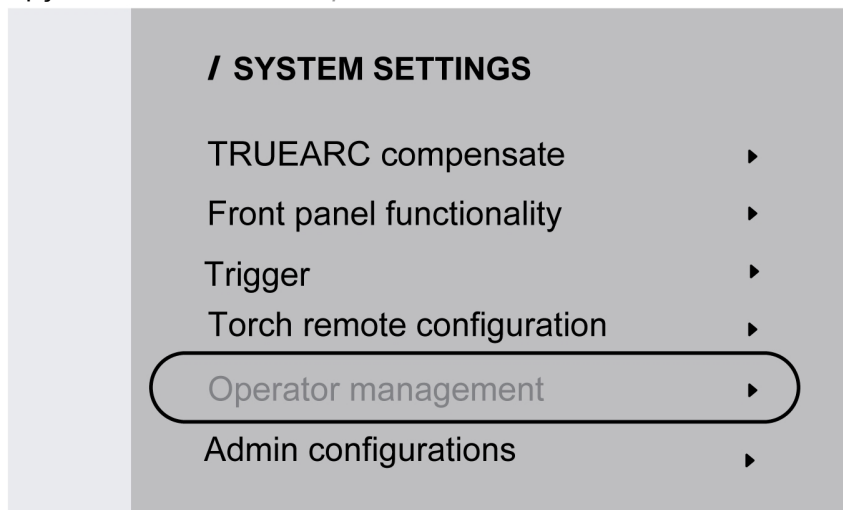 / SYSTEM SETTINGS
TRUEARC compensate
Front panel functionality
Trigger
Torch remote configuration
Operator management
Admin configurations